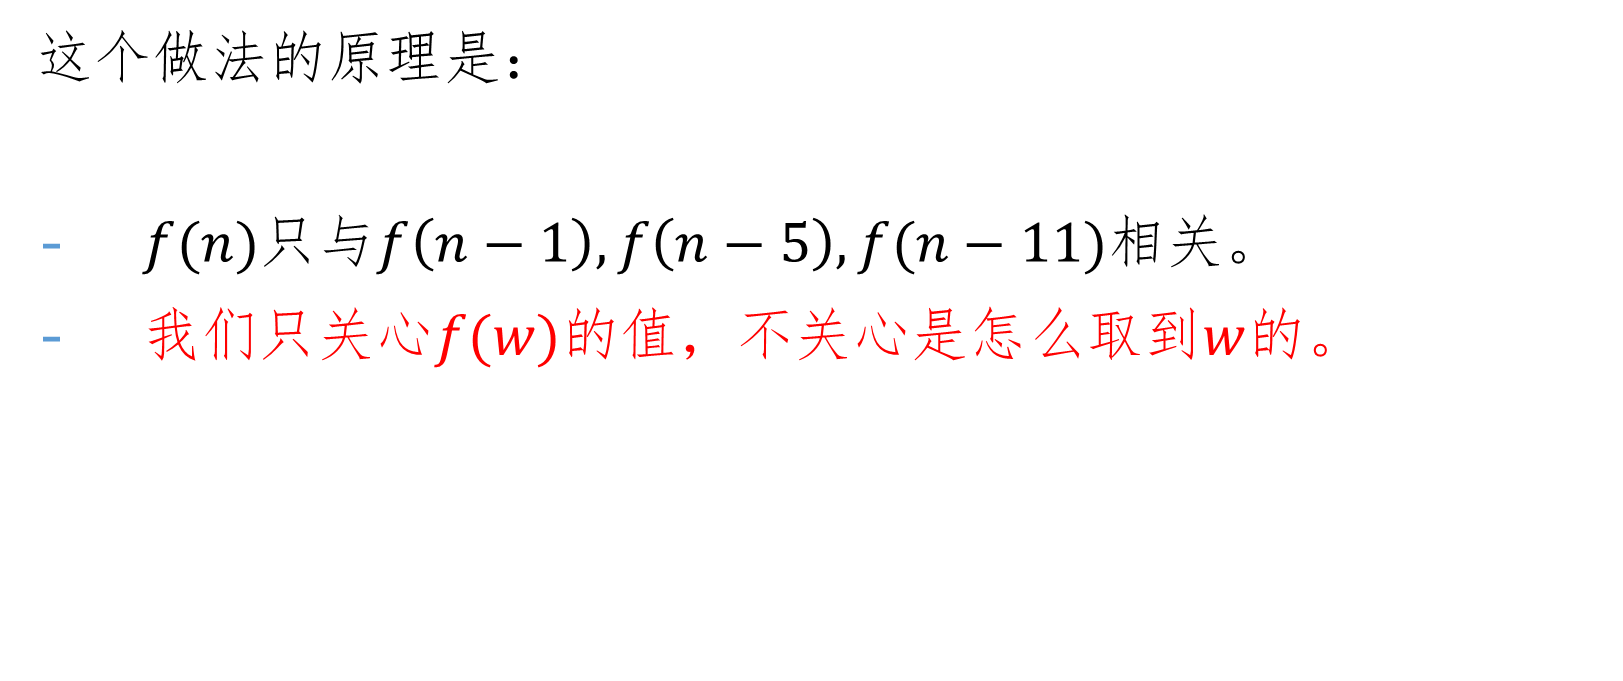 这个做法的原理是：
- f(n)只与f(n − 1), f(n − 5), f(n − 11)相关。
- 我们只关心f(w)的值，不关心是怎么取到w的。